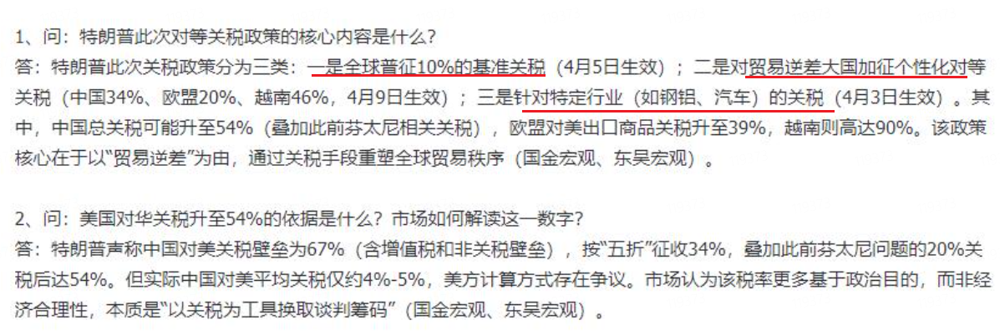 1、问：特朗普此次对等关税政策的核心内容是什么？
答：特朗普此次关税政策分为三类：一是全球普征10%的基准关税（4月5日生效）；二是对贸易逆差大国加征个性化对等
关税（中国34%、欧盟20%、越南46%，4月9日生效）；三是针对特定行业（如钢铝、汽车）的关税（4月3日生效）。其
中，中国总关税可能升至54%（叠加此前芬太尼相关关税），欧盟对美出口商品关税升至39%，越南则高达90%。该政策
核心在于以“贸易逆差”为由，通过关税手段重塑全球贸易秩序（国金宏观、东吴宏观）。
2、问：美国对华关税升至54%的依据是什么？市场如何解读这一数字？
答：特朗普声称中国对美关税壁垒为67%（含增值税和非关税壁垒），按“五折”征收34%，叠加此前芬太尼问题的20%关
税后达54%。但实际中国对美平均关税仅约4%-5%，美方计算方式存在争议。市场认为该税率更多基于政治目的，而非经
济合理性，本质是“以关税为工具换取谈判筹码”（国金宏观、东吴宏观）。